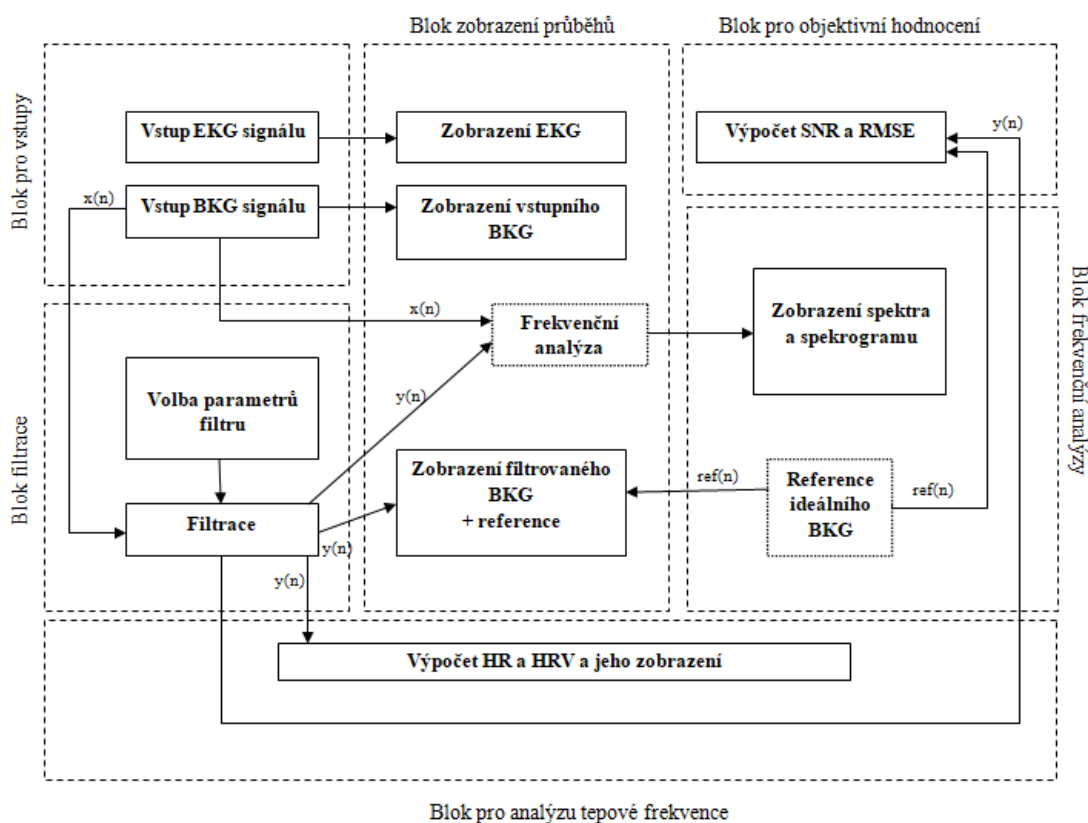 Blok zobrazení průběhů
Blok pro objektivní hodnocení
Blok pro vstupy
Vstup EKG signálu
Zobrazení EKG
Výpočet SNR a RMSE
y(n)
x(n)
Vstup BKG signálu
Zobrazení vstupního
BKG
x(n)
Frekvenční
analýza
Zobrazení spektra
a spekrogramu
Blok frekvenční analýzy
Blok filtrace
Volba parametrů
filtru
y(n)
Zobrazení filtrovaného
BKG
+ reference
ref(n)
Reference
ideálního
BKG
ref(n)
Filtrace
y(n)
y(n)
Výpočet HR a HRV a jeho zobrazení
Blok pro analýzu tepové frekvence